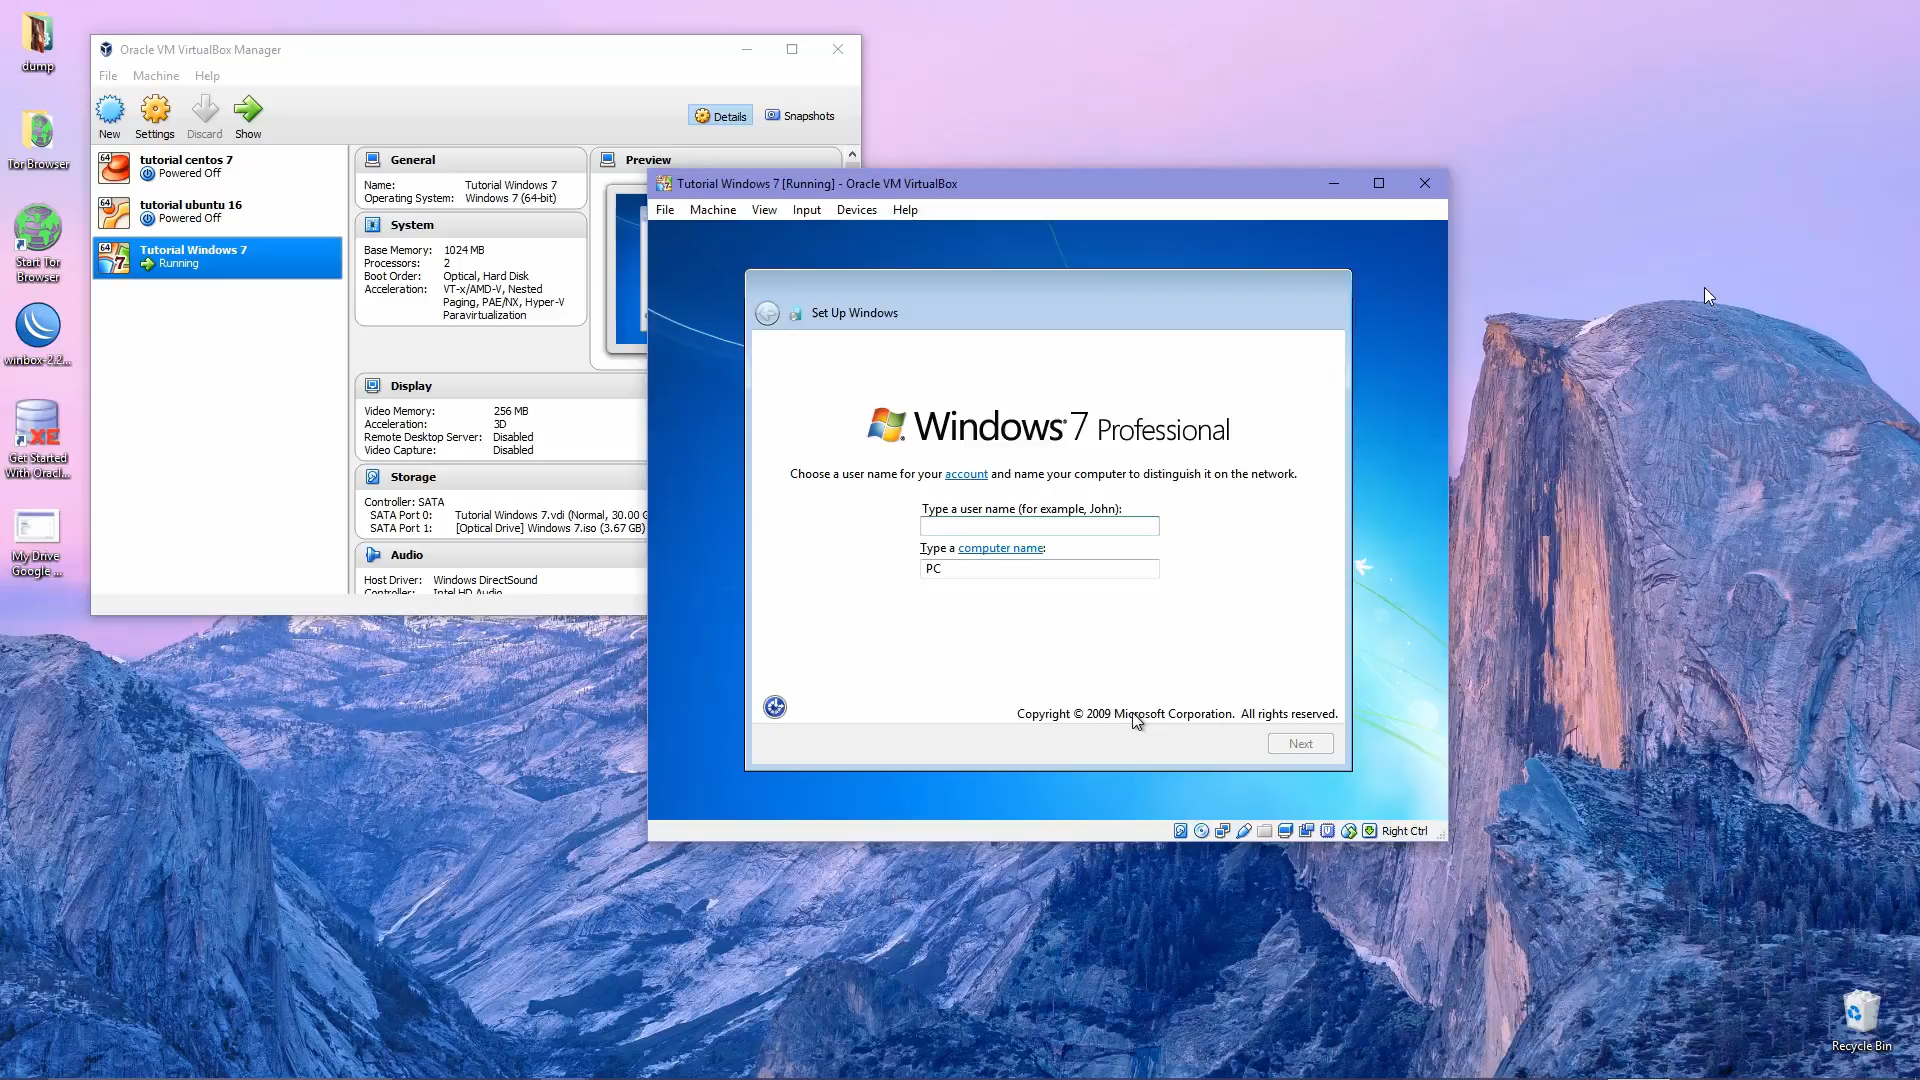 dump
Tor Browser
Start Tor
Browser
winbox-2.2...
Get Started
With Oracl...
My Drive
Google ...
Recycle Bin
Oracle VM VirtualBox Manager
File Machine Help
New Settings Discard Show
Details Snapshots
64 tutorial centos 7
Powered Off
64 tutorial ubuntu 16
Powered Off
64 Tutorial Windows 7
Running
General
Name: Tutorial Windows 7
Operating System: Windows 7 (64-bit)
System
Base Memory: 1024 MB
Processors: 2
Boot Order: Optical, Hard Disk
Acceleration: VT-x/AMD-V, Nested
Paging, PAE/NX, Hyper-V
Paravirtualization
Preview
Display
Video Memory: 256 MB
Acceleration: 3D
Remote Desktop Server: Disabled
Video Capture: Disabled
Storage
Controller: SATA
SATA Port 0: Tutorial Windows 7.vdi (Normal, 30.00 G
SATA Port 1: [Optical Drive] Windows 7.iso (3.67 GB)
Audio
Host Driver: Windows DirectSound
Controller: Intel HD Audio
Tutorial Windows 7 [Running] - Oracle VM VirtualBox
File Machine View Input Devices Help
Set Up Windows
Windows 7 Professional
Choose a user name for your account and name your computer to distinguish it on the network.
Type a user name (for example, John):
Type a computer name:
PC
Copyright © 2009 Microsoft Corporation. All rights reserved.
Next
Right Ctrl